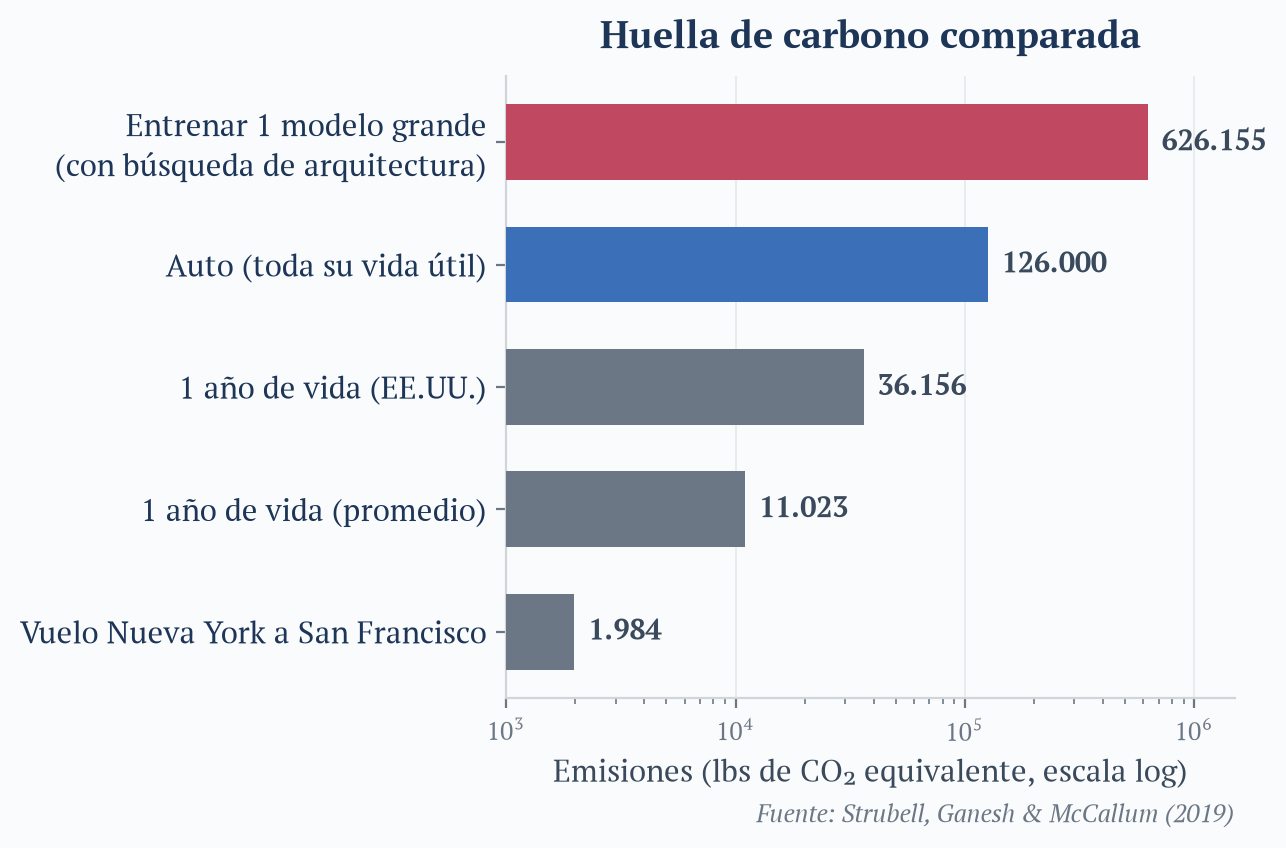 Huella de carbono comparada
Entrenar 1 modelo grande
(con búsqueda de arquitectura)
626.155
Auto (toda su vida útil)
126.000
1 año de vida (EE.UU.)
36.156
1 año de vida (promedio)
11.023
Vuelo Nueva York a San Francisco
1.984
10³ 10⁴ 10⁵ 10⁶
Emisiones (lbs de CO₂ equivalente, escala log)
Fuente: Strubell, Ganesh & McCallum (2019)